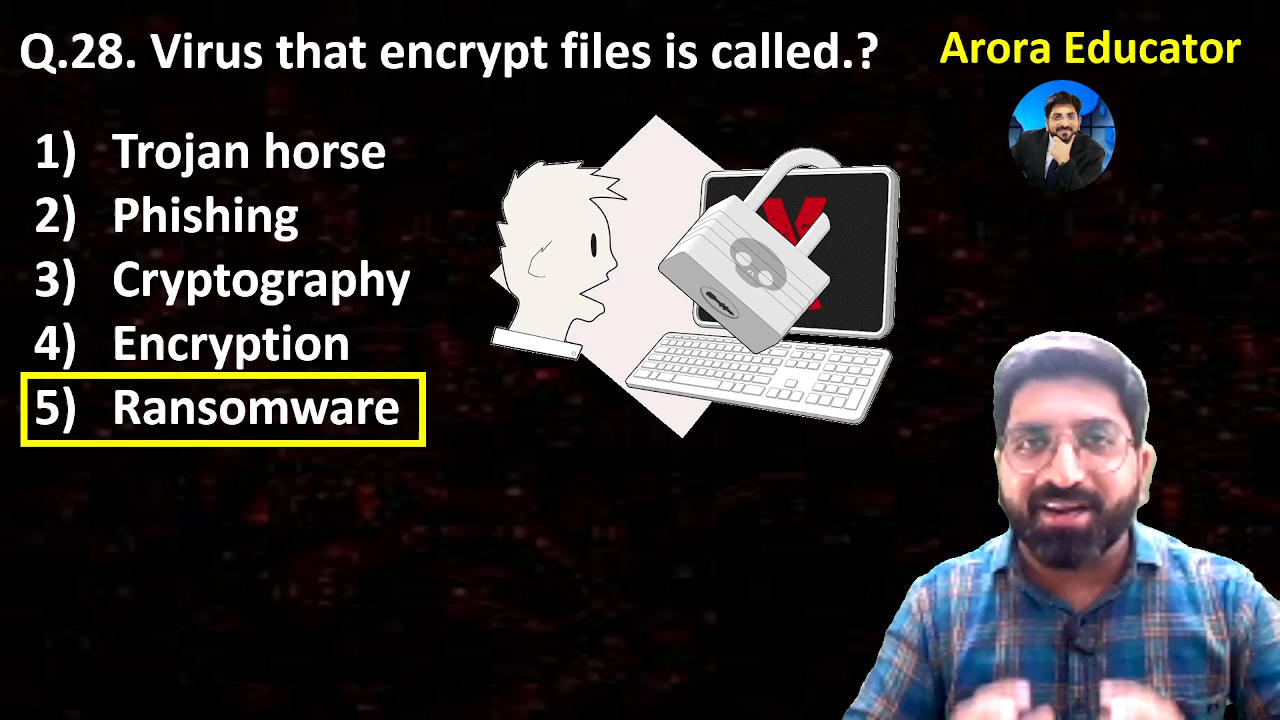 Q.28. Virus that encrypt files is called.?
Arora Educator
1) Trojan horse
2) Phishing
3) Cryptography
4) Encryption
5) Ransomware